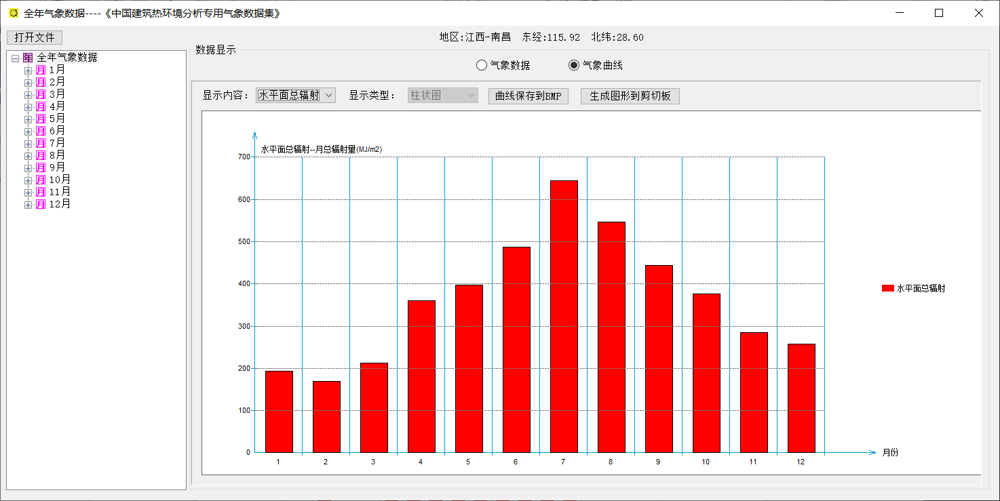 全年气象数据----《中国建筑热环境分析专用气象数据集》
打开文件
地区:江西-南昌 东经:115.92 北纬:28.60
年 全年气象数据
月 1月
月 2月
月 3月
月 4月
月 5月
月 6月
月 7月
月 8月
月 9月
月 10月
月 11月
月 12月
数据显示
气象数据 气象曲线
显示内容: 水平面总辐射 显示类型: 柱状图 曲线保存到BMP 生成图形到剪切板
水平面总辐射--月总辐射量(MJ/m2)
700
600
500
400
300
200
100
0
1 2 3 4 5 6 7 8 9 10 11 12
月份
水平面总辐射